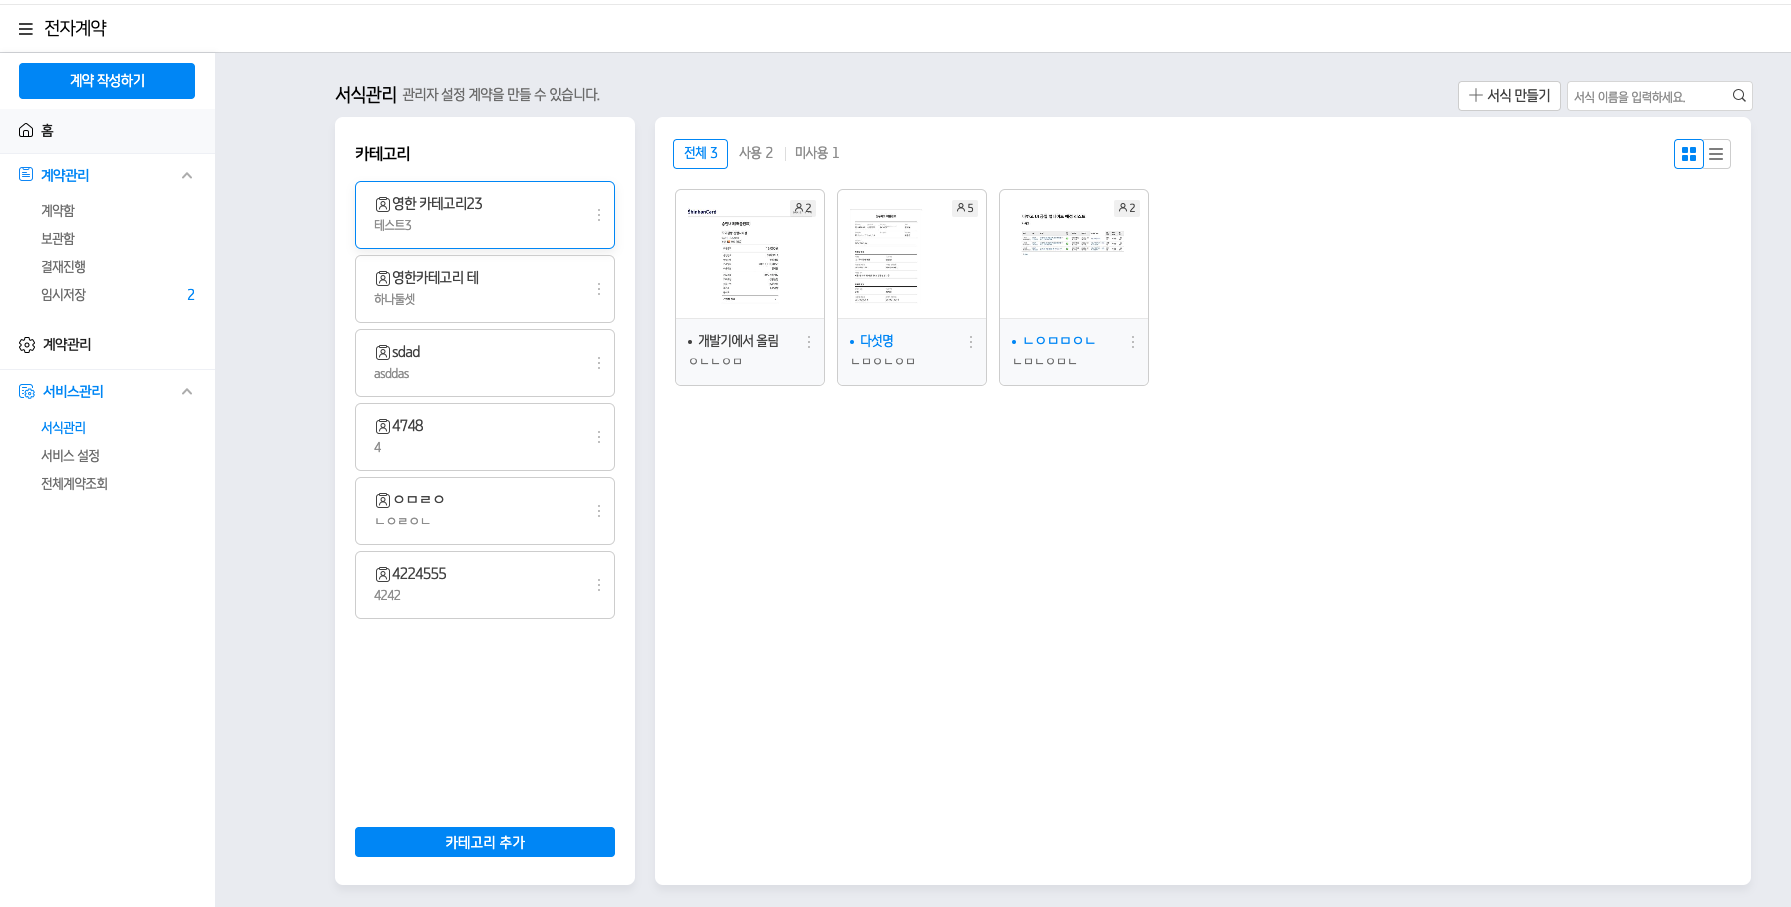 전자계약
계약 작성하기
홈
계약관리
계약함
보관함
결재진행
임시저장 2
계약관리
서비스관리
서식관리
서비스 설정
전체계약조회
서식관리 관리자 설정 계약을 만들 수 있습니다.
서식 만들기
서식 이름을 입력하세요.
카테고리
영한 카테고리23
테스트3
영한카테고리 테
하나둘셋
sdad
asddas
4748
4
ㅇㅁㄹㅇ
ㄴㅇㄹㅇㄴ
4224555
4242
카테고리 추가
전체 3 사용 2 미사용 1
ShinhanCard
2
개발기에서 올림
ㅇㄴㄴㅇㅁ
5
다섯명
ㄴㅁㅇㄴㅇㅁ
2
ㄴㅇㅁㅁㅇㄴ
ㄴㅁㄴㅇㅁㄴ